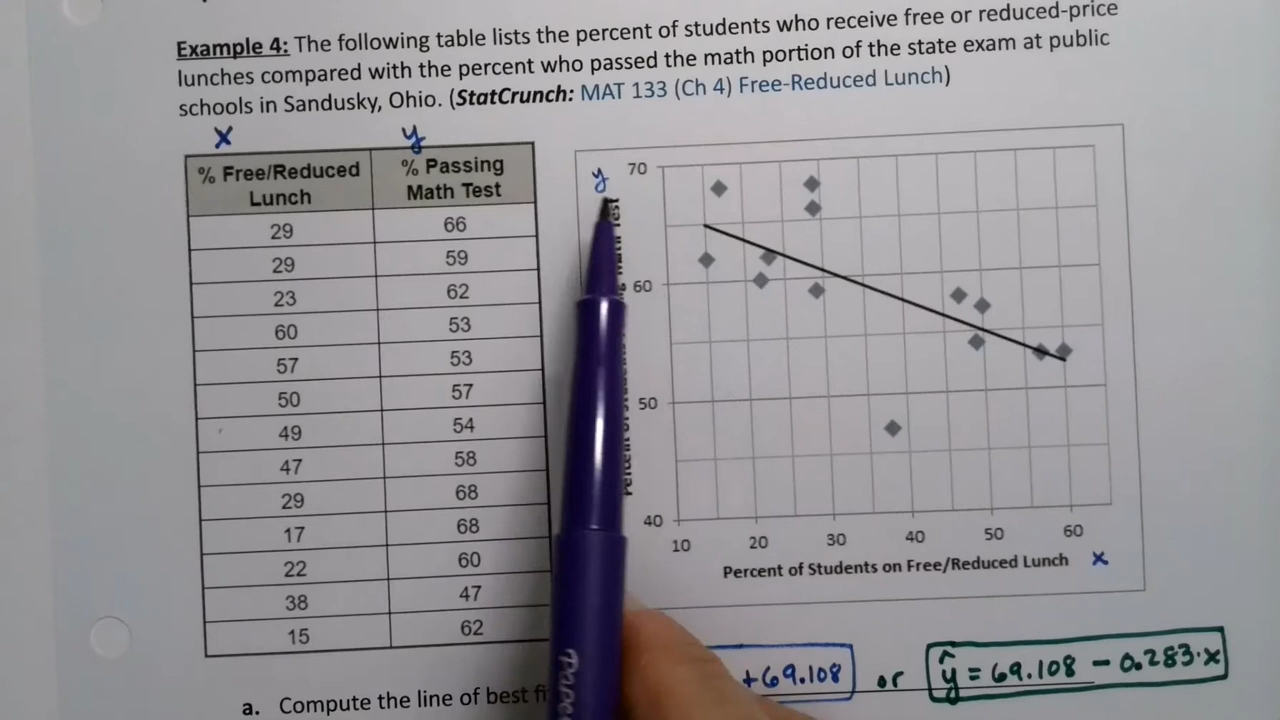 Example 4: The following table lists the percent of students who receive free or reduced-price
lunches compared with the percent who passed the math portion of the state exam at public
schools in Sandusky, Ohio. (StatCrunch: MAT 133 (Ch 4) Free-Reduced Lunch)
x y
% Free/Reduced Lunch % Passing Math Test
29 66
29 59
23 62
60 53
57 53
50 57
49 54
47 58
29 68
17 68
22 60
38 47
15 62
y
70
60
50
40
10 20 30 40 50 60
Percent of Students on Free/Reduced Lunch x
+69.108 or ŷ = 69.108 - 0.283·x
a. Compute the line of best